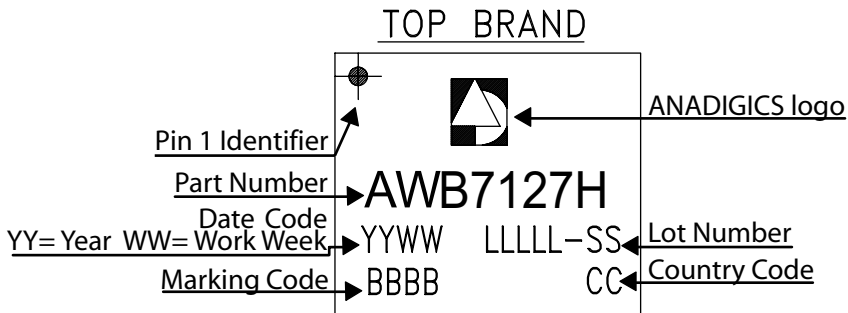 TOP BRAND
ANADIGICS logo
Pin 1 Identifier
Part Number
AWB7127H
Date Code
YY= Year WW= Work Week
YYWW LLLLL-SS
Lot Number
Marking Code
BBBB CC
Country Code